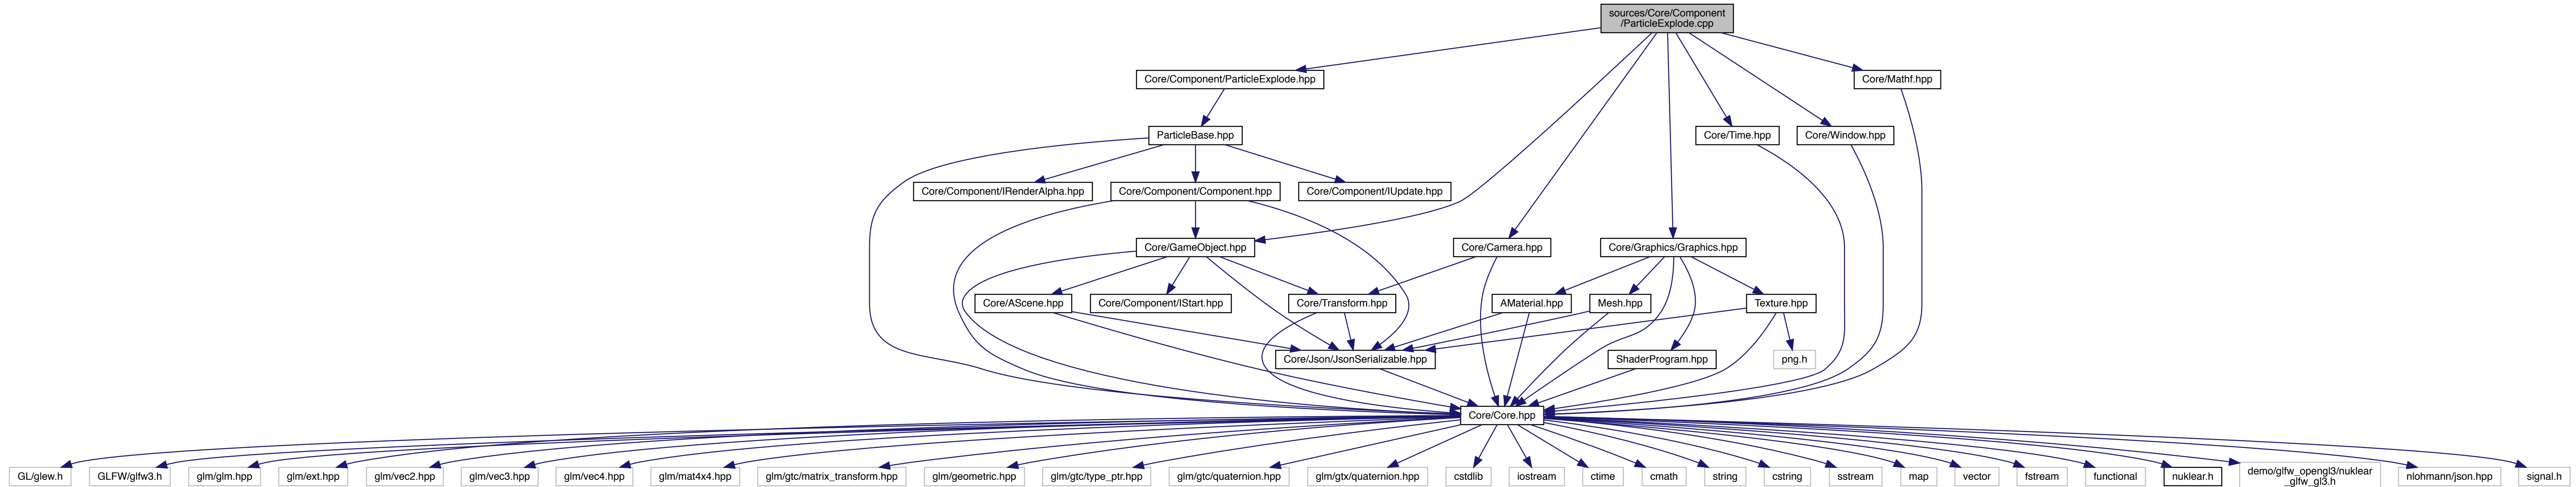 sources/Core/Component
/ParticleExplode.cpp
Core/Component/ParticleExplode.hpp
Core/Mathf.hpp
ParticleBase.hpp
Core/Time.hpp
Core/Window.hpp
Core/Component/IRenderAlpha.hpp
Core/Component/Component.hpp
Core/Component/IUpdate.hpp
Core/GameObject.hpp
Core/Camera.hpp
Core/Graphics/Graphics.hpp
Core/AScene.hpp
Core/Component/IStart.hpp
Core/Transform.hpp
AMaterial.hpp
Mesh.hpp
Texture.hpp
Core/Json/JsonSerializable.hpp
ShaderProgram.hpp
png.h
Core/Core.hpp
GL/glew.h
GLFW/glfw3.h
glm/glm.hpp
glm/ext.hpp
glm/vec2.hpp
glm/vec3.hpp
glm/vec4.hpp
glm/mat4x4.hpp
glm/gtc/matrix_transform.hpp
glm/geometric.hpp
glm/gtc/type_ptr.hpp
glm/gtc/quaternion.hpp
glm/gtx/quaternion.hpp
cstdlib
iostream
ctime
cmath
string
cstring
sstream
map
vector
fstream
functional
nuklear.h
demo/glfw_opengl3/nuklear
_glfw_gl3.h
nlohmann/json.hpp
signal.h